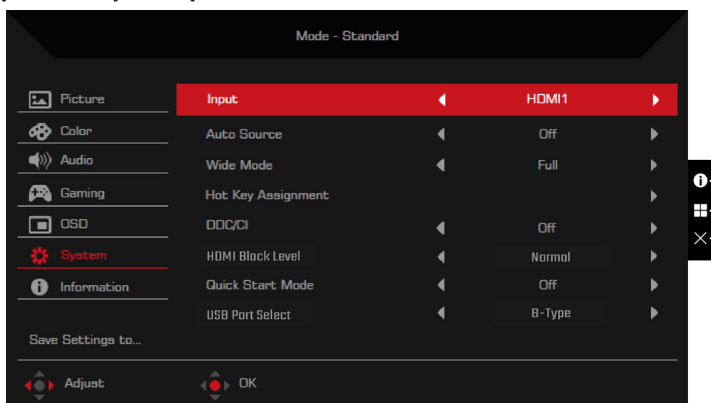 Mode - Standard
Picture
Input HDMI1
Color
Auto Source Off
Audio
Wide Mode Full
Gaming
Hot Key Assignment
OSD
DDC/CI Off
System
HDMI Black Level Normal
Information
Quick Start Mode Off
USB Port Select B-Type
Save Settings to...
Adjust OK